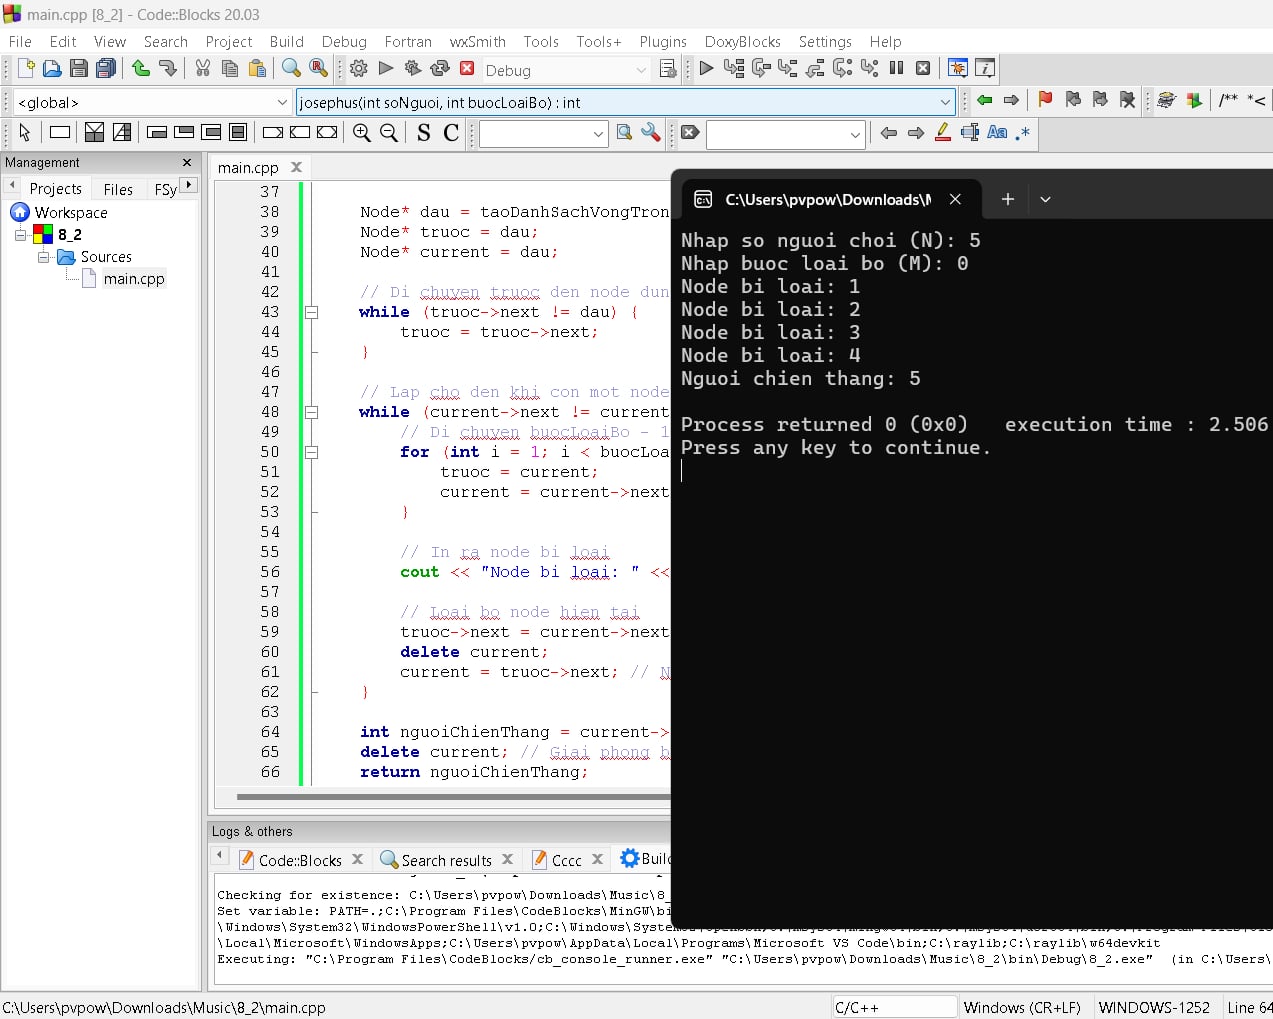 main.cpp [8_2] - Code::Blocks 20.03
File Edit View Search Project Build Debug Fortran wxSmith Tools Tools+ Plugins DoxyBlocks Settings Help
Debug
<global>
josephus(int soNguoi, int buocLoaiBo) : int
/** *<
S C
Aa .*
Management
Projects Files FSy
Workspace
8_2
Sources
main.cpp
main.cpp
37
38 Node* dau = taoDanhSachVongTron
39 Node* truoc = dau;
40 Node* current = dau;
41
42 // Di chuyen truoc den node dun
43 while (truoc->next != dau) {
44 truoc = truoc->next;
45 }
46
47 // Lap cho den khi con mot node
48 while (current->next != current
49 // Di chuyen buocLoaiBo - 1
50 for (int i = 1; i < buocLoa
51 truoc = current;
52 current = current->next
53 }
54
55 // In ra node bi loai
56 cout << "Node bi loai: " <<
57
58 // Loai bo node hien tai
59 truoc->next = current->next
60 delete current;
61 current = truoc->next; // N
62 }
63
64 int nguoiChienThang = current->
65 delete current; // Giai phong b
66 return nguoiChienThang;
C:\Users\pvpow\Downloads\M
Nhap so nguoi choi (N): 5
Nhap buoc loai bo (M): 0
Node bi loai: 1
Node bi loai: 2
Node bi loai: 3
Node bi loai: 4
Nguoi chien thang: 5
Process returned 0 (0x0) execution time : 2.506
Press any key to continue.
Logs & others
Code::Blocks Search results Cccc Build
Checking for existence: C:\Users\pvpow\Downloads\Music\8_
Set variable: PATH=.;C:\Program Files\CodeBlocks\MinGW\bi
\Windows\System32\WindowsPowerShell\v1.0;C:\Windows\System
\Local\Microsoft\WindowsApps;C:\Users\pvpow\AppData\Local\Programs\Microsoft VS Code\bin;C:\raylib;C:\raylib\w64devkit
Executing: "C:\Program Files\CodeBlocks/cb_console_runner.exe" "C:\Users\pvpow\Downloads\Music\8_2\bin\Debug\8_2.exe" (in C:\Users\
C:\Users\pvpow\Downloads\Music\8_2\main.cpp
C/C++
Windows (CR+LF)
WINDOWS-1252
Line 64